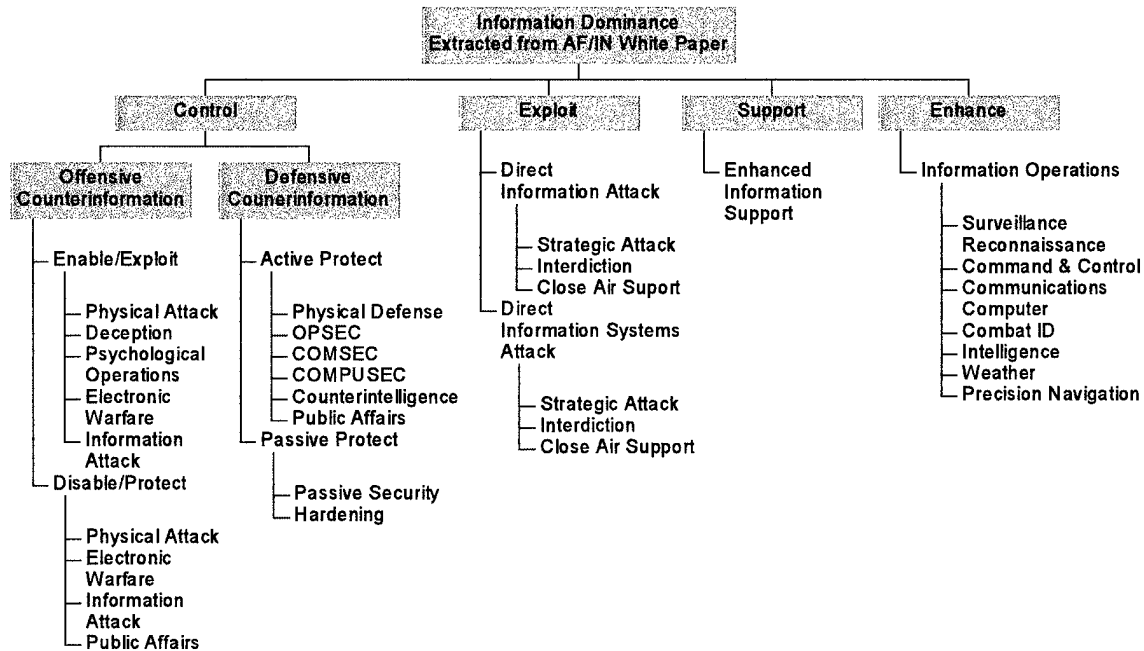 Information Dominance
Extracted from AF/IN White Paper
Control
Exploit
Support
Enhance
Offensive
Counterinformation
Defensive
Counerinformation
Enable/Exploit
Physical Attack
Deception
Psychological
Operations
Electronic
Warfare
Information
Attack
Disable/Protect
Physical Attack
Electronic
Warfare
Information
Attack
Public Affairs
Active Protect
Physical Defense
OPSEC
COMSEC
COMPUSEC
Counterintelligence
Public Affairs
Passive Protect
Passive Security
Hardening
Direct
Information Attack
Strategic Attack
Interdiction
Close Air Suport
Direct
Information Systems
Attack
Strategic Attack
Interdiction
Close Air Support
Enhanced
Information
Support
Information Operations
Surveillance
Reconnaissance
Command & Control
Communications
Computer
Combat ID
Intelligence
Weather
Precision Navigation